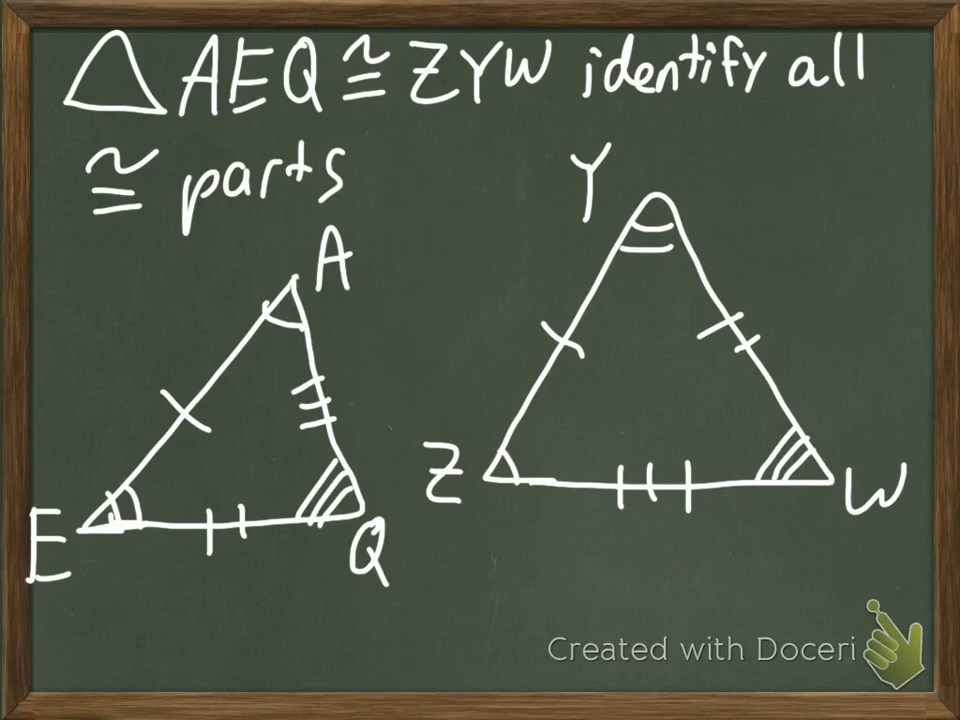 △ AEQ ≅ ZYW identify all
≅ parts
A
E
Q
Y
Z
W
Created with Doceri